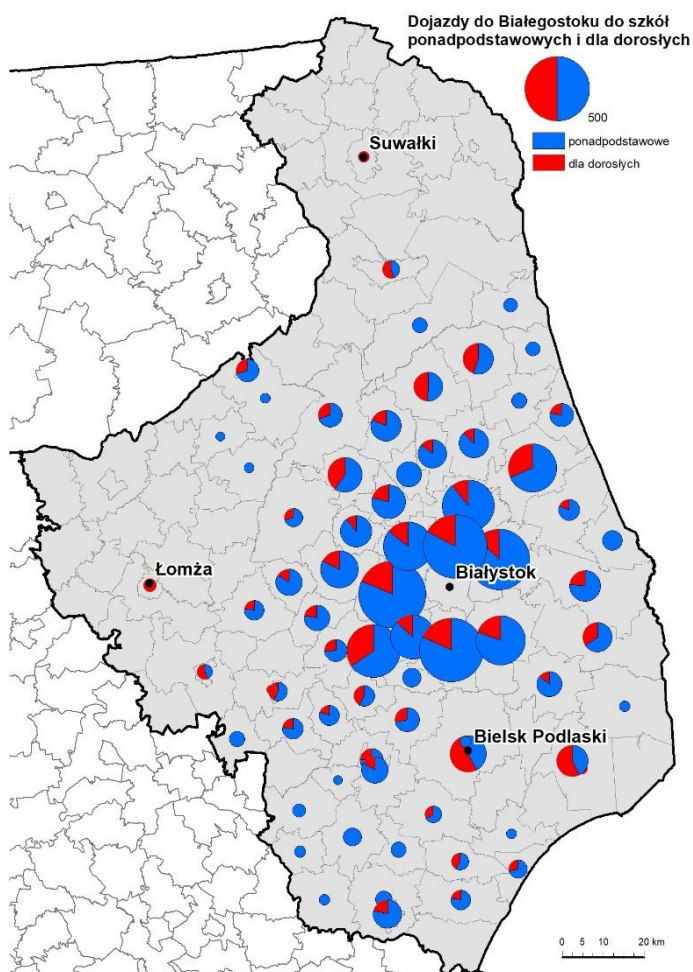 Dojazdy do Białegostoku do szkół
ponadpodstawowych i dla dorosłych
500
ponadpodstawowe
dla dorosłych
Suwałki
Łomża
Białystok
Bielsk Podlaski
0 5 10 20 km